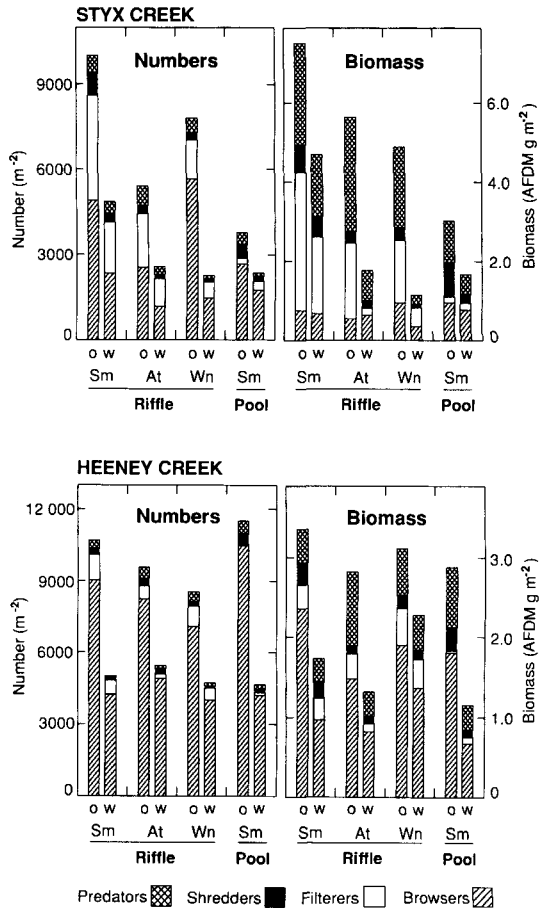 STYX CREEK
Numbers
Biomass
Number (m⁻²)
9000
6000
3000
0
6.0
4.0
2.0
0
Biomass (AFDM g m⁻²)
o w o w o w o w
Sm At Wn Sm
Riffle Pool
o w o w o w o w
Sm At Wn Sm
Riffle Pool
HEENEY CREEK
Numbers
Biomass
Number (m⁻²)
12 000
9000
6000
3000
0
3.0
2.0
1.0
0
Biomass (AFDM g m⁻²)
o w o w o w o w
Sm At Wn Sm
Riffle Pool
o w o w o w o w
Sm At Wn Sm
Riffle Pool
Predators Shredders Filterers Browsers